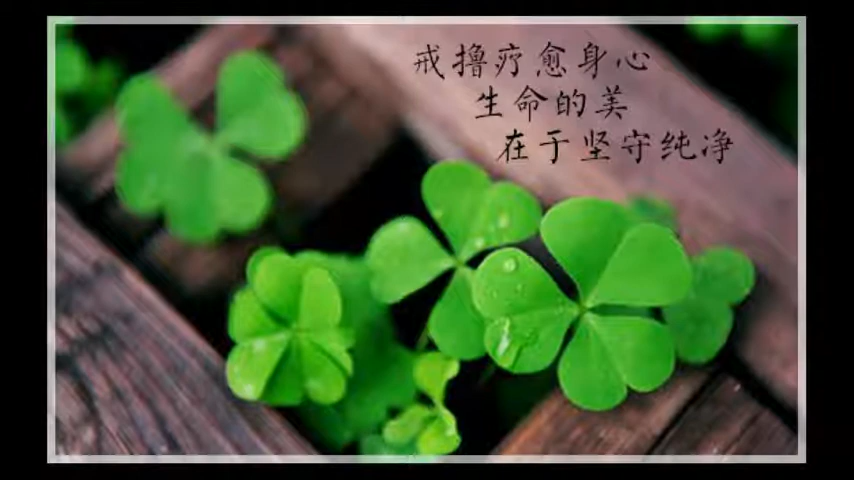 戒撸疗愈身心
生命的美
在于坚守纯净